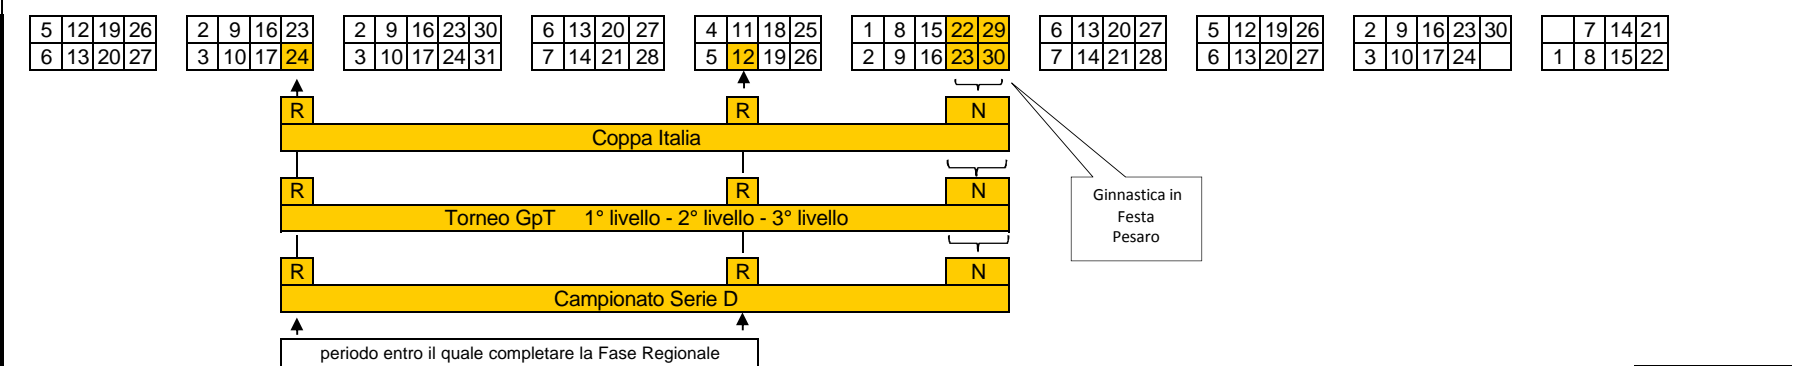 5 12 19 26 2 9 16 23 2 9 16 23 30 6 13 20 27 4 11 18 25 1 8 15 22 29 6 13 20 27 5 12 19 26 2 9 16 23 30 7 14 21
6 13 20 27 3 10 17 24 3 10 17 24 31 7 14 21 28 5 12 19 26 2 9 16 23 30 7 14 21 28 6 13 20 27 3 10 17 24 1 8 15 22
R R N
Coppa Italia
R R N
Torneo GpT 1° livello - 2° livello - 3° livello
Ginnastica in
Festa
Pesaro
R R N
Campionato Serie D
periodo entro il quale completare la Fase Regionale